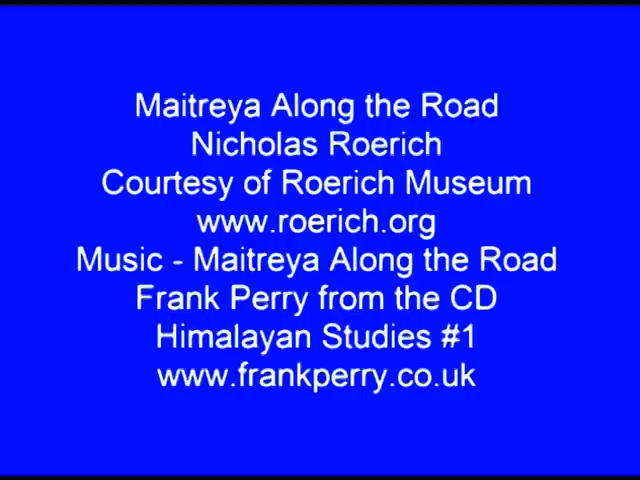 Maitreya Along the Road
Nicholas Roerich
Courtesy of Roerich Museum
www.roerich.org
Music - Maitreya Along the Road
Frank Perry from the CD
Himalayan Studies #1
www.frankperry.co.uk